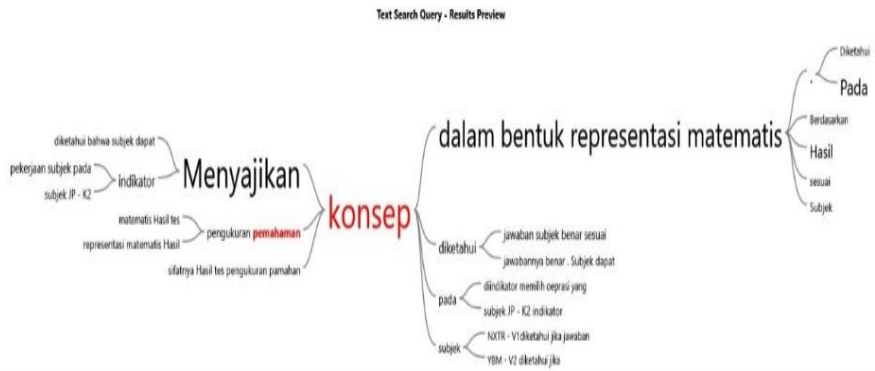 Text Search Query - Results Preview
diketahui bahwa subjek dapat
pekerjaan subjek pada
subjek JP - K2
indikator
Menyajikan
matematis Hasil tes
representasi matematis Hasil
pengukuran pemahaman
sifatnya Hasil tes pengukuran pamahan
konsep
dalam bentuk representasi matematis
.
Diketahui
Pada
Berdasarkan
Hasil
sesuai
Subjek
diketahui
jawaban subjek benar sesuai
jawabannya benar . Subjek dapat
pada
diindikator memilih oeprasi yang
subjek JP - K2 indikator
subjek
NXTR - V1diketahui jika jawaban
YBM - V2 diketahui jika